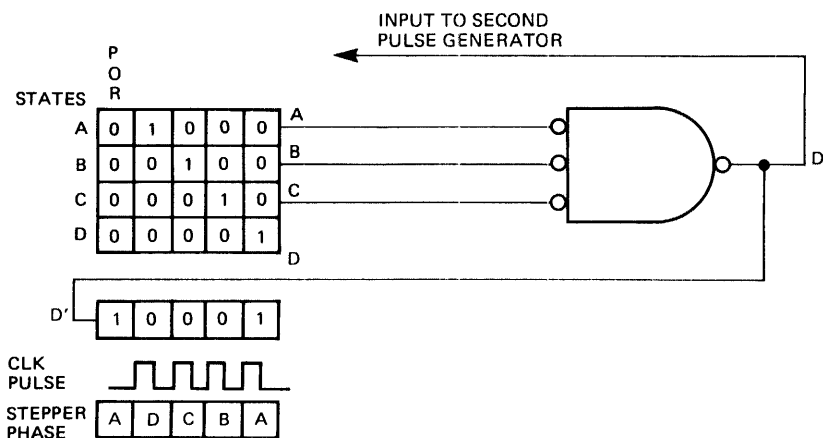 INPUT TO SECOND
PULSE GENERATOR
P
O
R
STATES
A 0 1 0 0 0 A
B 0 0 1 0 0 B
C 0 0 0 1 0 C
D 0 0 0 0 1 D
D
D' 1 0 0 0 1
CLK
PULSE
STEPPER
PHASE
A D C B A